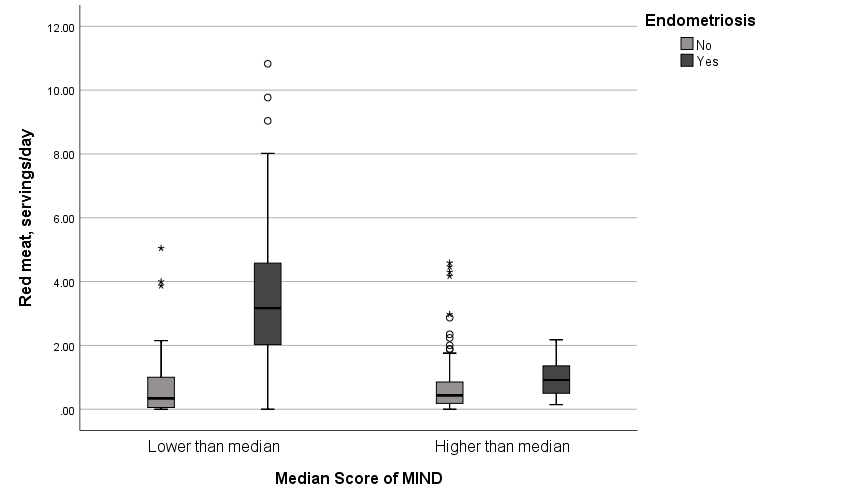 Endometriosis
No
Yes
Red meat, servings/day
12.00
10.00
8.00
6.00
4.00
2.00
.00
Lower than median
Higher than median
Median Score of MIND